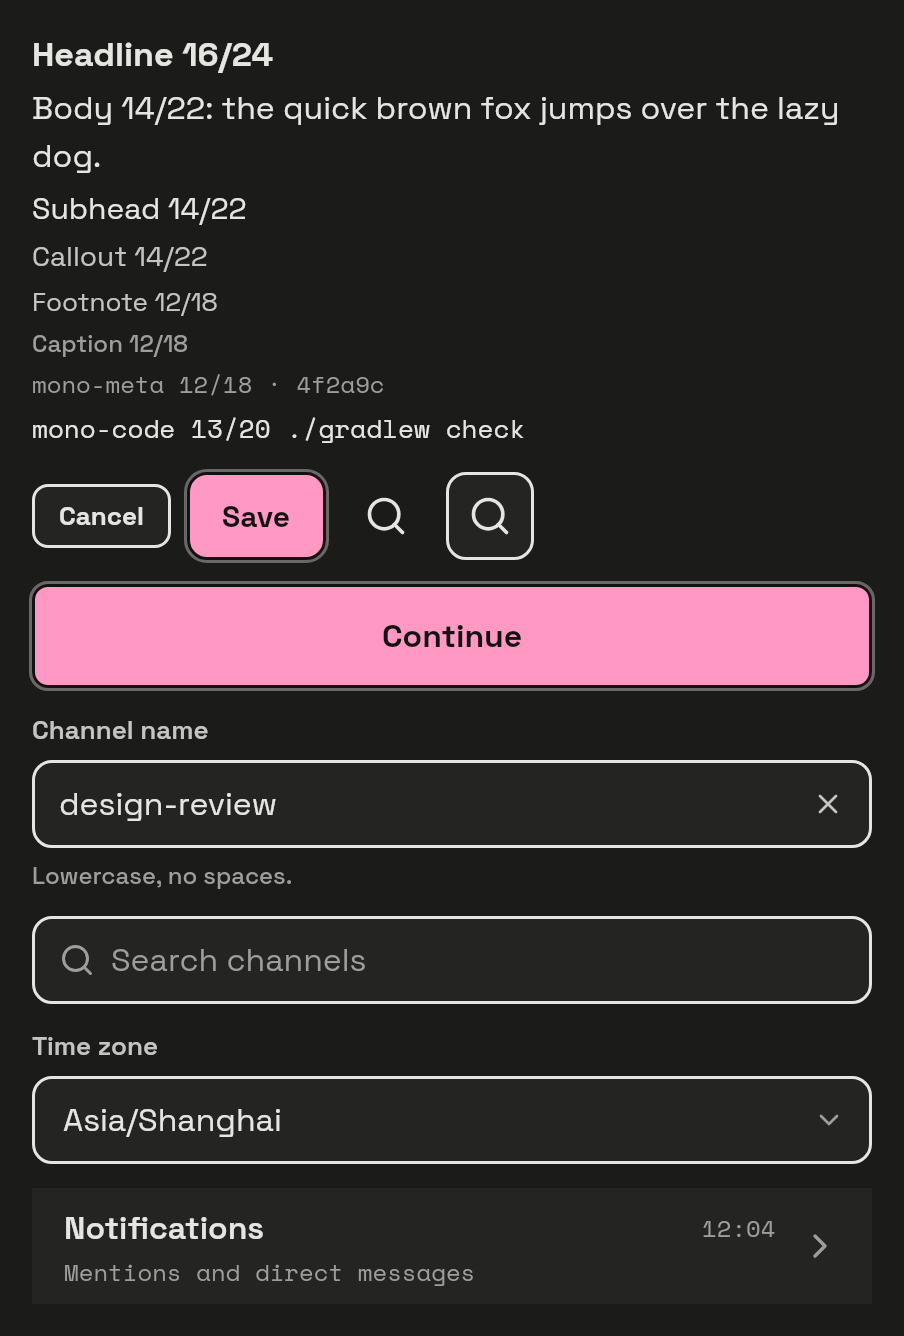 Headline 16/24
Body 14/22: the quick brown fox jumps over the lazy
dog.
Subhead 14/22
Callout 14/22
Footnote 12/18
Caption 12/18
mono-meta 12/18 · 4f2a9c
mono-code 13/20 ./gradlew check
Cancel Save
Continue
Channel name
design-review
Lowercase, no spaces.
Search channels
Time zone
Asia/Shanghai
Notifications 12:04
Mentions and direct messages